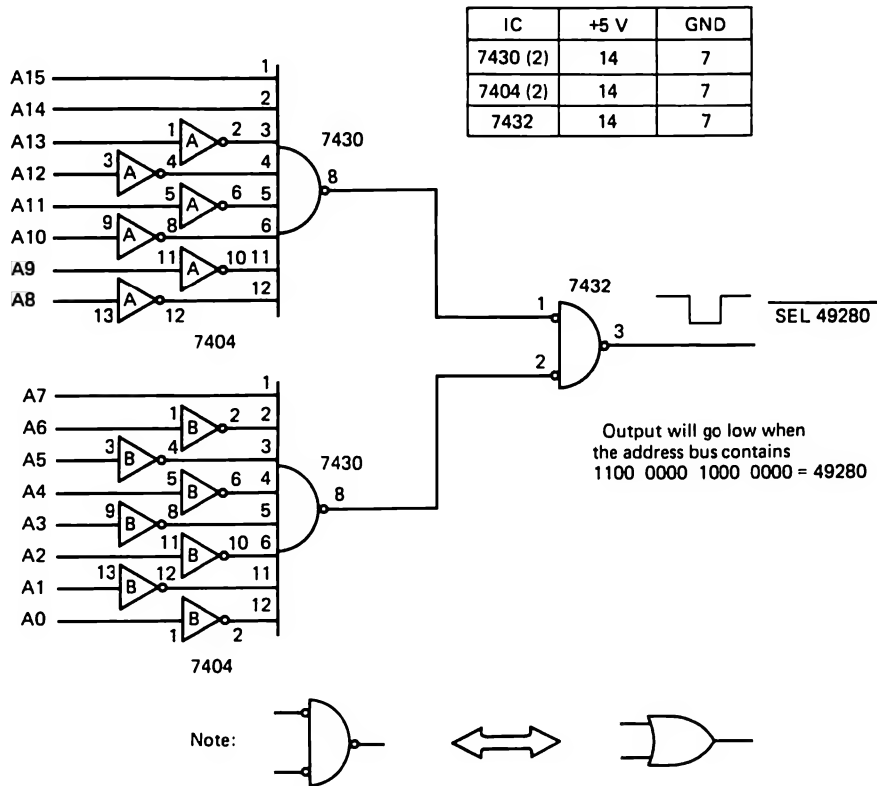 IC +5 V GND
7430 (2) 14 7
7404 (2) 14 7
7432 14 7
A15 1
A14 2
A13 1 A 2 3 7430
A12 3 A 4 4 8
A11 5 A 6 5
A10 9 A 8 6
A9 11 A 10 11
A8 13 A 12 12
7404
7432
1 2 3
SEL 49280
A7 1
A6 1 B 2 2
A5 3 B 4 3 7430
A4 5 B 6 4 8
A3 9 B 8 5
A2 11 B 10 6
A1 13 B 12 11
A0 1 B 2 12
7404
Output will go low when
the address bus contains
1100 0000 1000 0000 = 49280
Note: